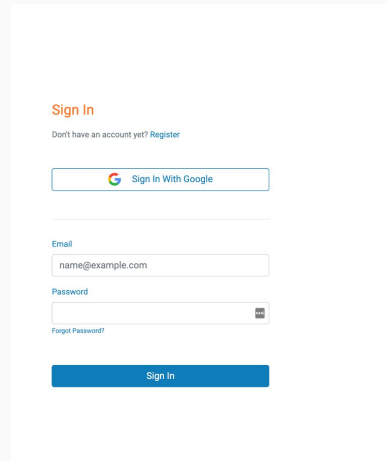 Sign In
Don't have an account yet? Register
Sign In With Google
Email
name@example.com
Password
Forgot Password?
Sign In